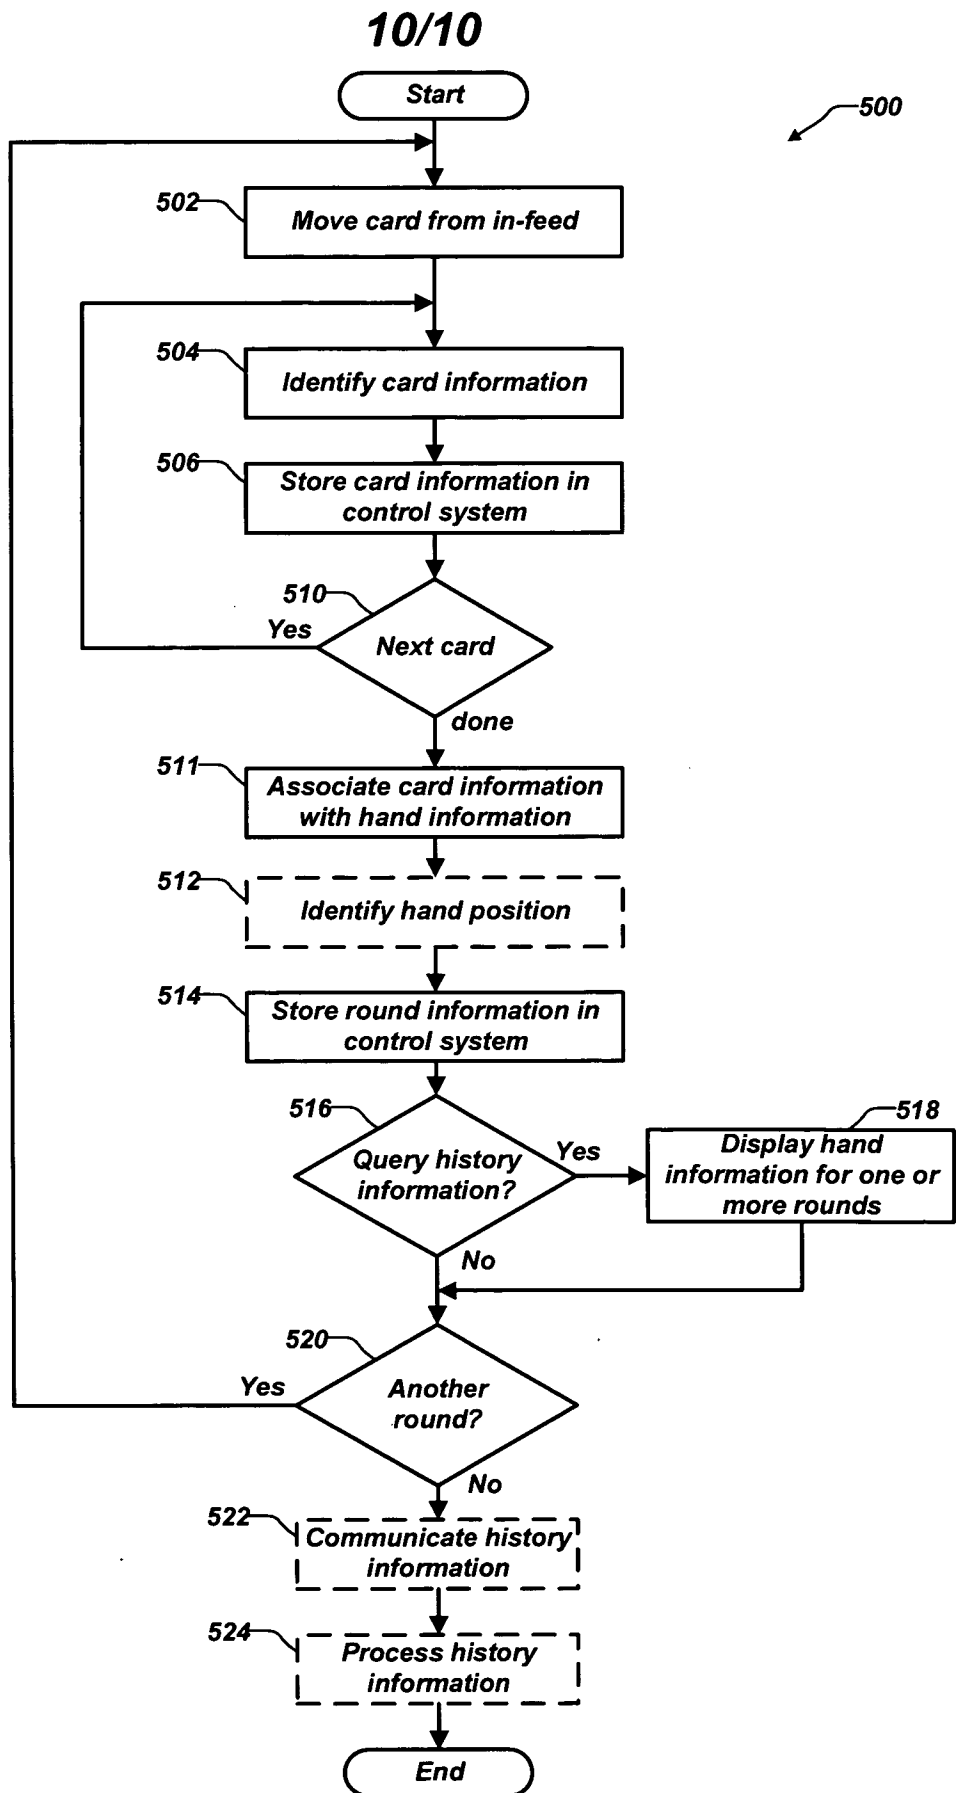 10/10
Start
500
502
Move card from in-feed
504
Identify card information
506
Store card information in
control system
510
Yes
Next card
done
511
Associate card information
with hand information
512
Identify hand position
514
Store round information in
control system
516
Query history
information?
Yes
518
Display hand
information for one or
more rounds
No
520
Yes
Another
round?
No
522
Communicate history
information
524
Process history
information
End